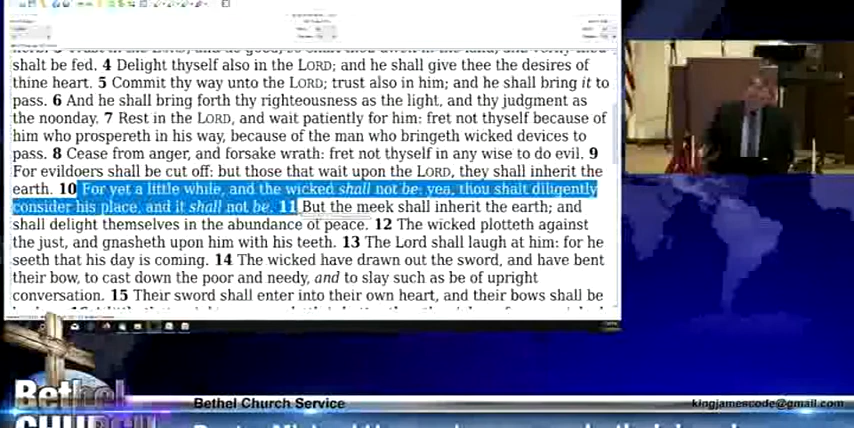 shalt be fed. 4 Delight thyself also in the LORD; and he shall give thee the desires of
thine heart. 5 Commit thy way unto the LORD; trust also in him; and he shall bring it to
pass. 6 And he shall bring forth thy righteousness as the light, and thy judgment as
the noonday. 7 Rest in the LORD, and wait patiently for him: fret not thyself because of
him who prospereth in his way, because of the man who bringeth wicked devices to
pass. 8 Cease from anger, and forsake wrath: fret not thyself in any wise to do evil. 9
For evildoers shall be cut off: but those that wait upon the LORD, they shall inherit the
earth. 10 For yet a little while, and the wicked shall not be: yea, thou shalt diligently
consider his place, and it shall not be. 11 But the meek shall inherit the earth; and
shall delight themselves in the abundance of peace. 12 The wicked plotteth against
the just, and gnasheth upon him with his teeth. 13 The Lord shall laugh at him: for he
seeth that his day is coming. 14 The wicked have drawn out the sword, and have bent
their bow, to cast down the poor and needy, and to slay such as be of upright
conversation. 15 Their sword shall enter into their own heart, and their bows shall be
Bethel
CHURCH
Bethel Church Service
kingjamescode@gmail.com